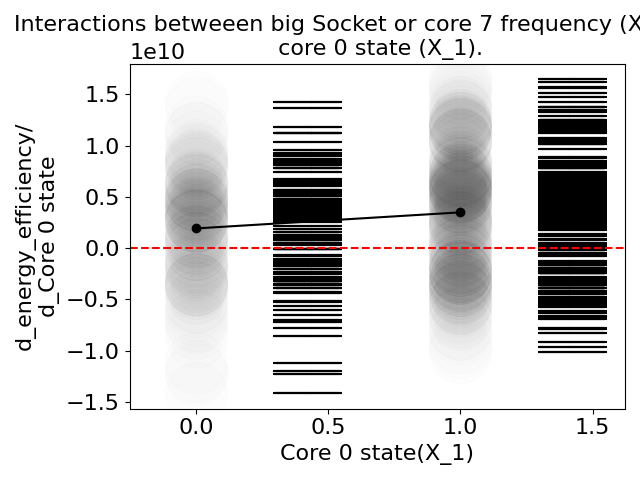 Interactions betweeen big Socket or core 7 frequency (X
core 0 state (X_1).
1e10
1.5
1.0
0.5
0.0
−0.5
−1.0
−1.5
d_energy_efficiency/
d_Core 0 state
0.0 0.5 1.0 1.5
Core 0 state(X_1)